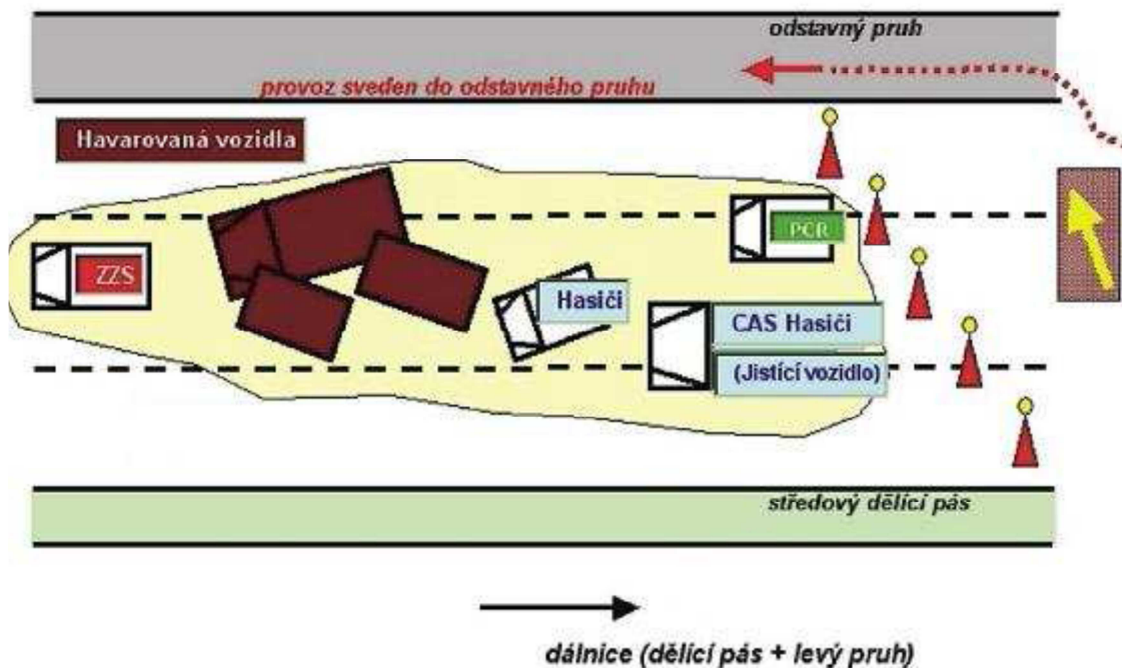 odstavný pruh
provoz sveden do odstavného pruhu
Havarovaná vozidla
PČR
ZZS
Hasiči
CAS Hasiči
(Jistící vozidlo)
středový dělící pás
dálnice (dělící pás + levý pruh)